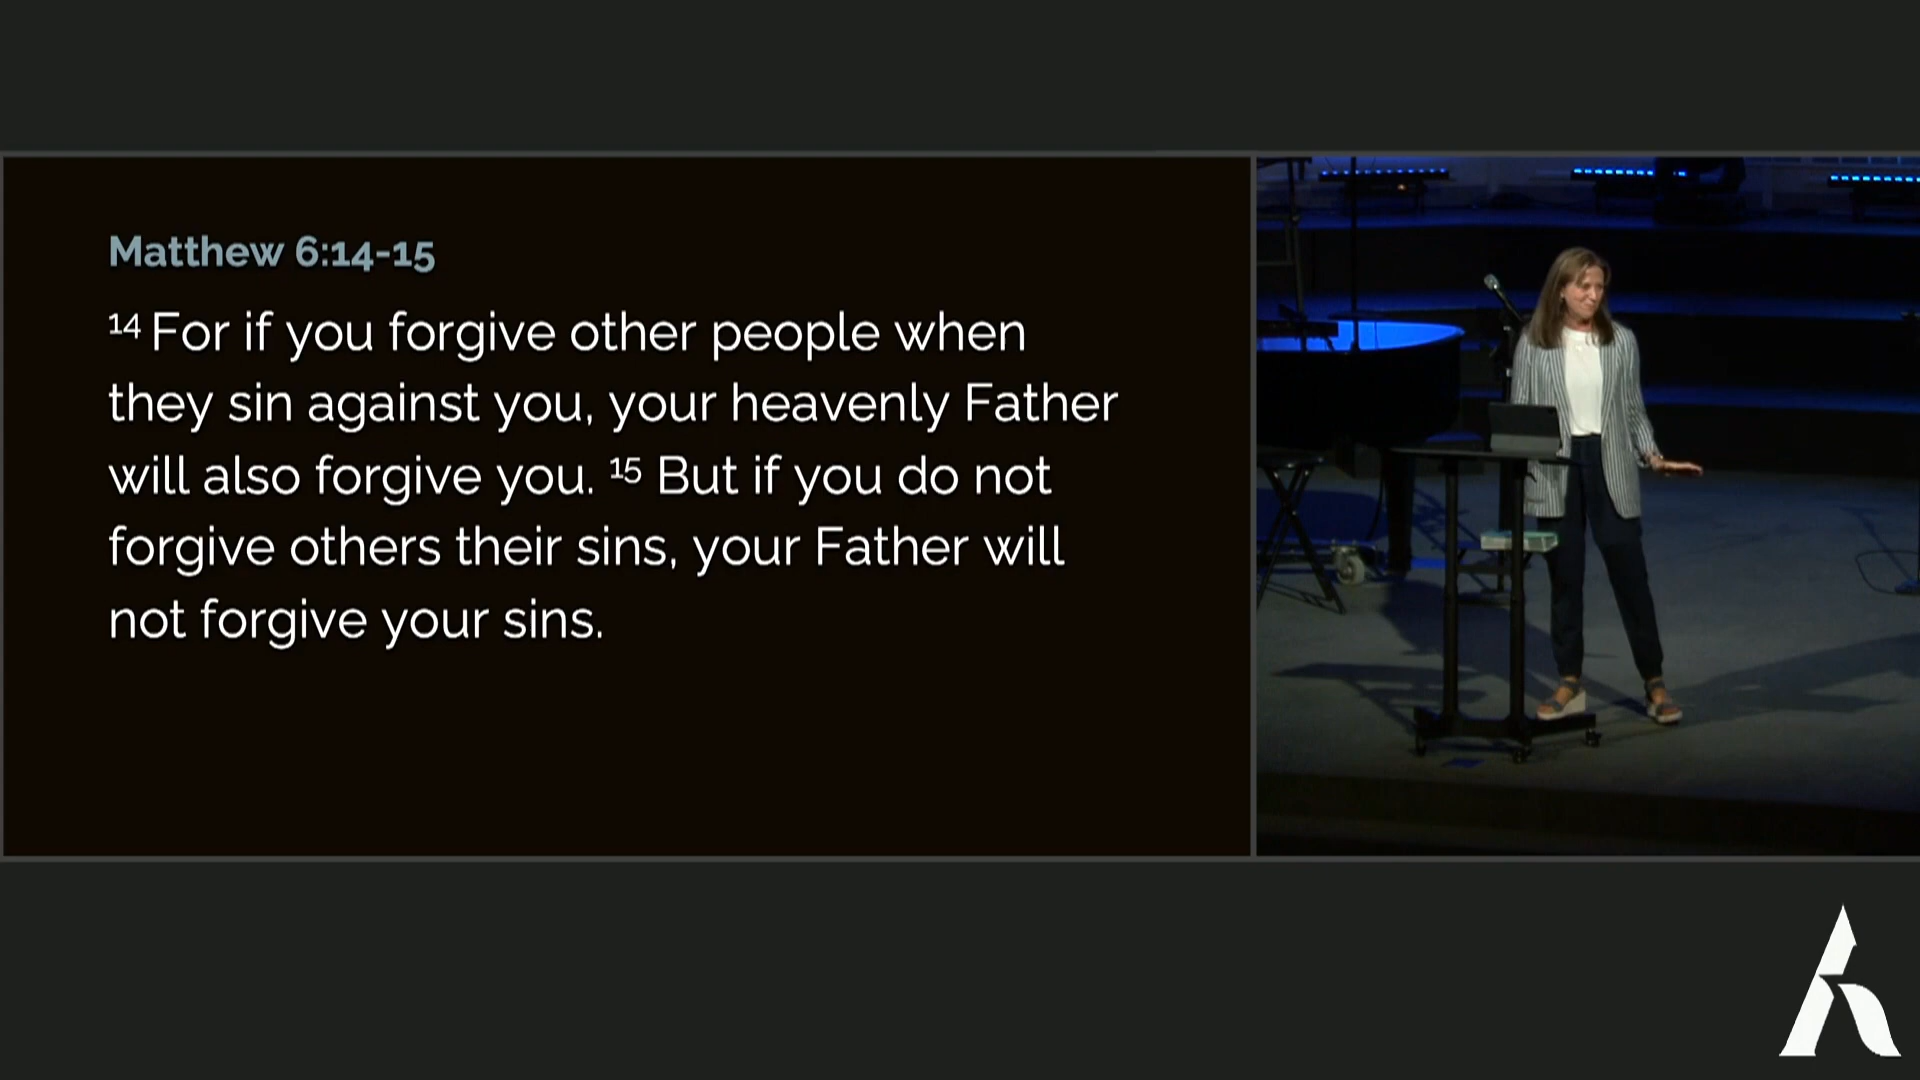 Matthew 6:14-15
14 For if you forgive other people when
they sin against you, your heavenly Father
will also forgive you. 15 But if you do not
forgive others their sins, your Father will
not forgive your sins.